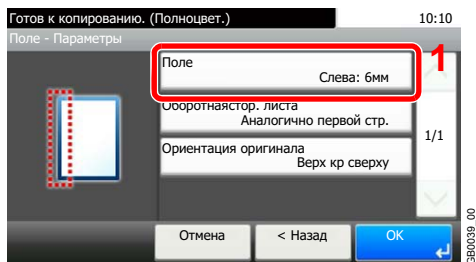 Готов к копированию. (Полноцвет.)
10:10
Поле - Параметры
1
Поле
Слева: 6мм
Оборотнаястор. листа
Аналогично первой стр.
1/1
Ориентация оригинала
Верх кр сверху
Отмена
< Назад
OK
GB0039_00